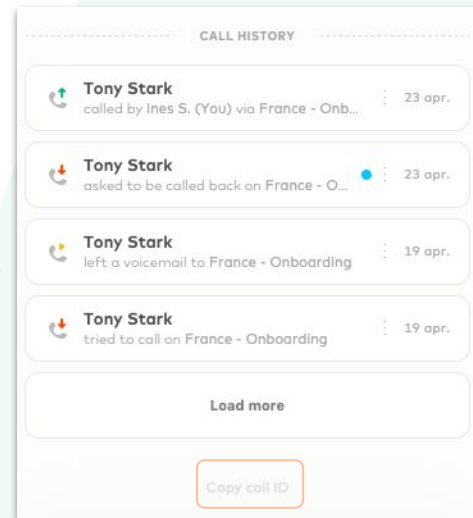 CALL HISTORY
Tony Stark
called by Ines S. (You) via France - Onb...
23 apr.
Tony Stark
asked to be called back on France - O...
23 apr.
Tony Stark
left a voicemail to France - Onboarding
19 apr.
Tony Stark
tried to call on France - Onboarding
19 apr.
Load more
Copy call ID